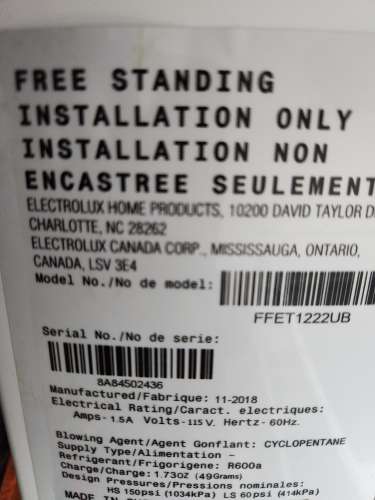 FREE STANDING
INSTALLATION ONLY
INSTALLATION NON
ENCASTREE SEULEMENT
ELECTROLUX HOME PRODUCTS, 10200 DAVID TAYLOR D
CHARLOTTE, NC 28262
ELECTROLUX CANADA CORP., MISSISSAUGA, ONTARIO,
CANADA, L5V 3E4
Model No./No de model:
FFET1222UB
Serial No./No de serie:
8A84502436
Manufactured/Fabrique: 11-2018
Electrical Rating/Caract. electriques:
Amps- 1.5A Volts- 115 V. Hertz- 60Hz.
Blowing Agent/Agent Gonflant: CYCLOPENTANE
Supply Type/Alimentation -
Refrigerant/Frigorigene: R600a
Charge/Charge: 1.73oz (49Grams)
Design Pressures/Pressions nominales:
HS 150psi (1034kPa) LS 60psi (414kPa)
MADE IN